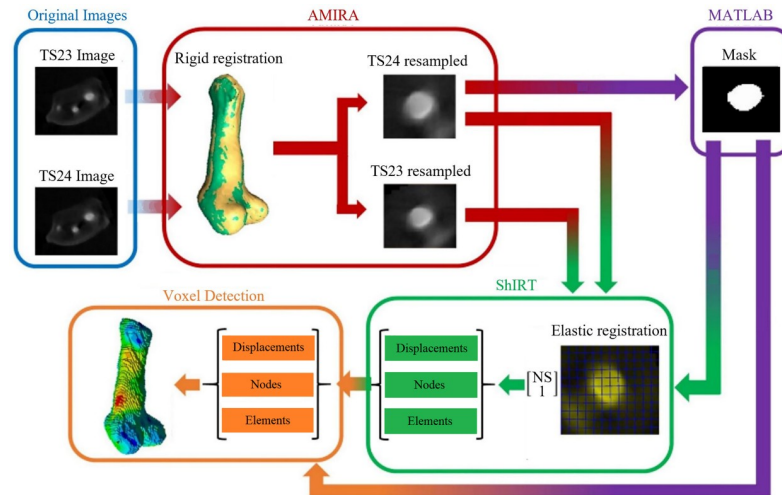 Original Images
TS23 Image
TS24 Image
AMIRA
Rigid registration
TS24 resampled
TS23 resampled
MATLAB
Mask
Voxel Detection
Displacements
Nodes
Elements
ShIRT
Displacements
Nodes
Elements
NS
1
Elastic registration